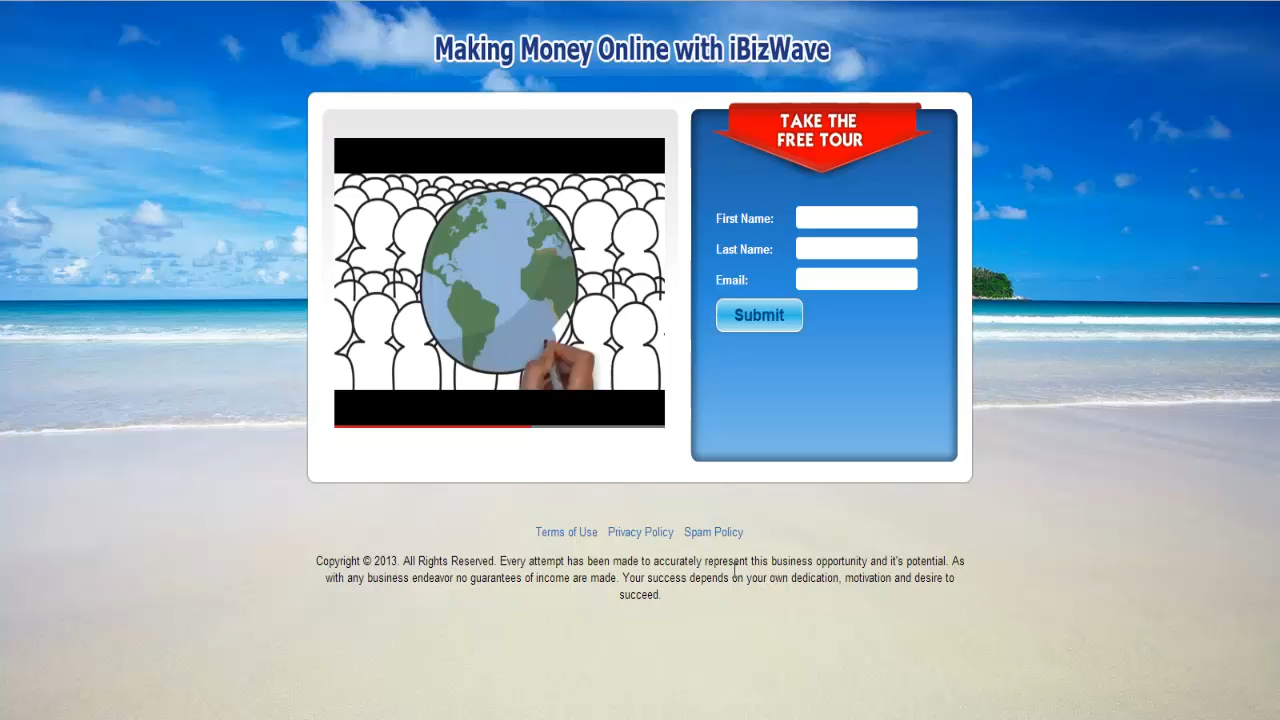 Making Money Online with iBizWave
TAKE THE
FREE TOUR
First Name:
Last Name:
Email:
Submit
Terms of Use Privacy Policy Spam Policy
Copyright © 2013. All Rights Reserved. Every attempt has been made to accurately represent this business opportunity and it's potential. As
with any business endeavor no guarantees of income are made. Your success depends on your own dedication, motivation and desire to
succeed.